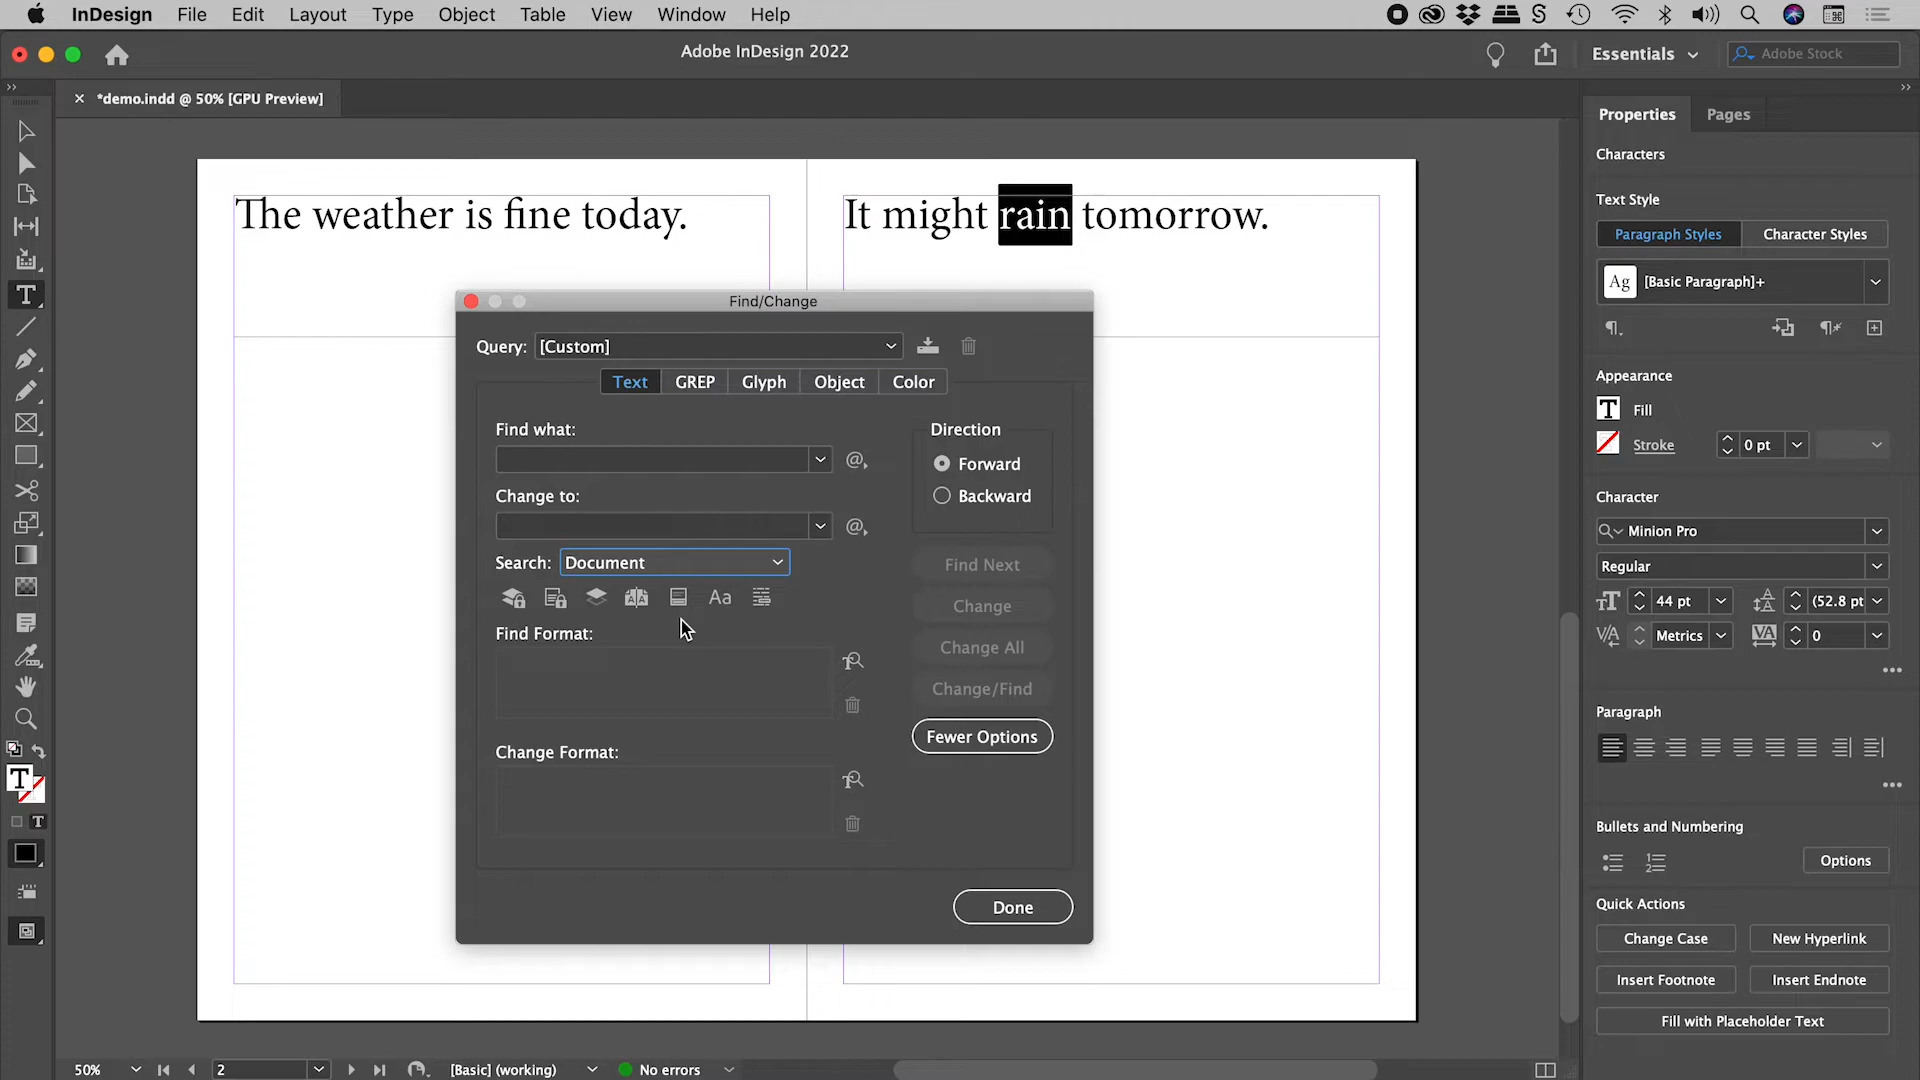 InDesign File Edit Layout Type Object Table View Window Help
Adobe InDesign 2022
Essentials
Adobe Stock
*demo.indd @ 50% [GPU Preview]
The weather is fine today.
It might rain tomorrow.
Find/Change
Query: [Custom]
Text GREP Glyph Object Color
Find what:
Change to:
Search: Document
Find Format:
Change Format:
Direction
Forward
Backward
Find Next
Change
Change All
Change/Find
Fewer Options
Done
Properties Pages
Characters
Text Style
Paragraph Styles Character Styles
Ag [Basic Paragraph]+
Appearance
Fill
Stroke 0 pt
Character
Minion Pro
Regular
44 pt (52.8 pt
Metrics 0
Paragraph
Bullets and Numbering
Options
Quick Actions
Change Case New Hyperlink
Insert Footnote Insert Endnote
Fill with Placeholder Text
50% 2 [Basic] (working) No errors